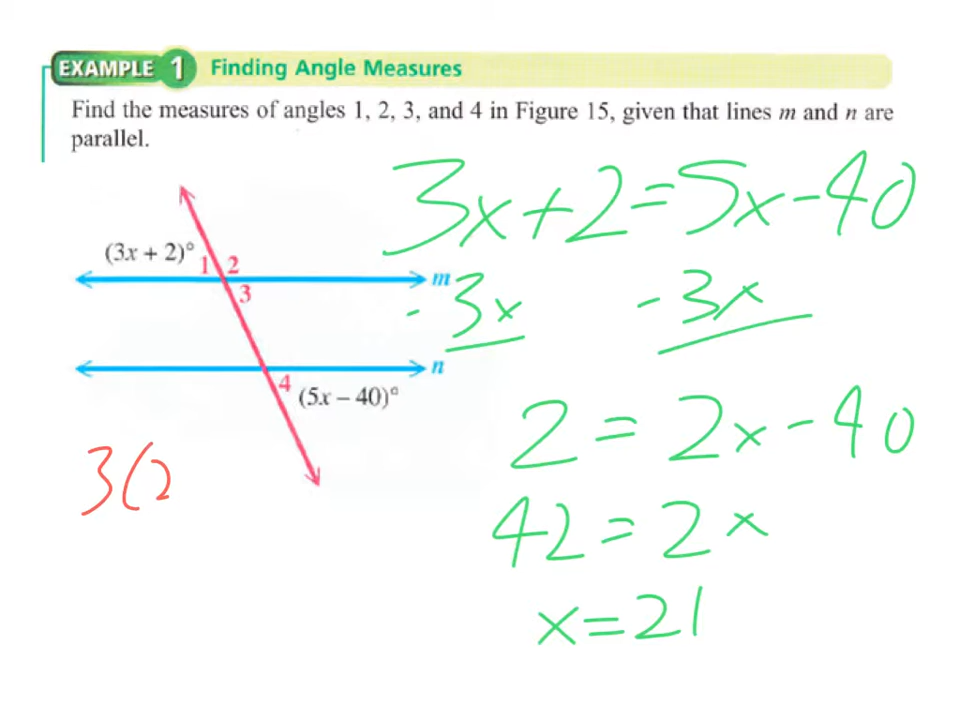 EXAMPLE 1 Finding Angle Measures
Find the measures of angles 1, 2, 3, and 4 in Figure 15, given that lines m and n are
parallel.
3x+2=5x-40
(3x + 2)° 1 2
m
3
-3x -3x
n
4
(5x – 40)°
2=2x-40
3(2
42=2x
x=21